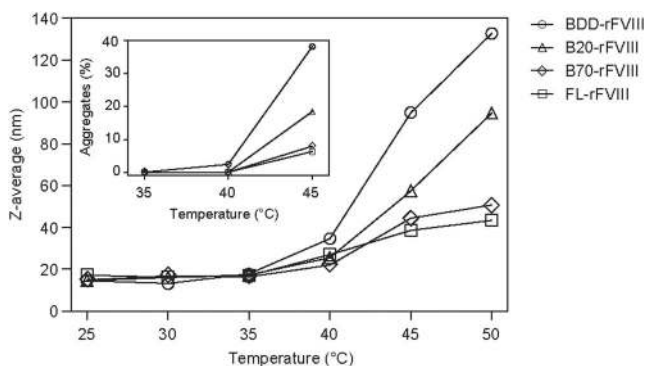 140
120
100
80
60
40
20
0
Z-average (nm)
25 30 35 40 45 50
Temperature (°C)
40
30
20
10
0
Aggregates (%)
35 40 45
Temperature (°C)
BDD-rFVIII
B20-rFVIII
B70-rFVIII
FL-rFVIII